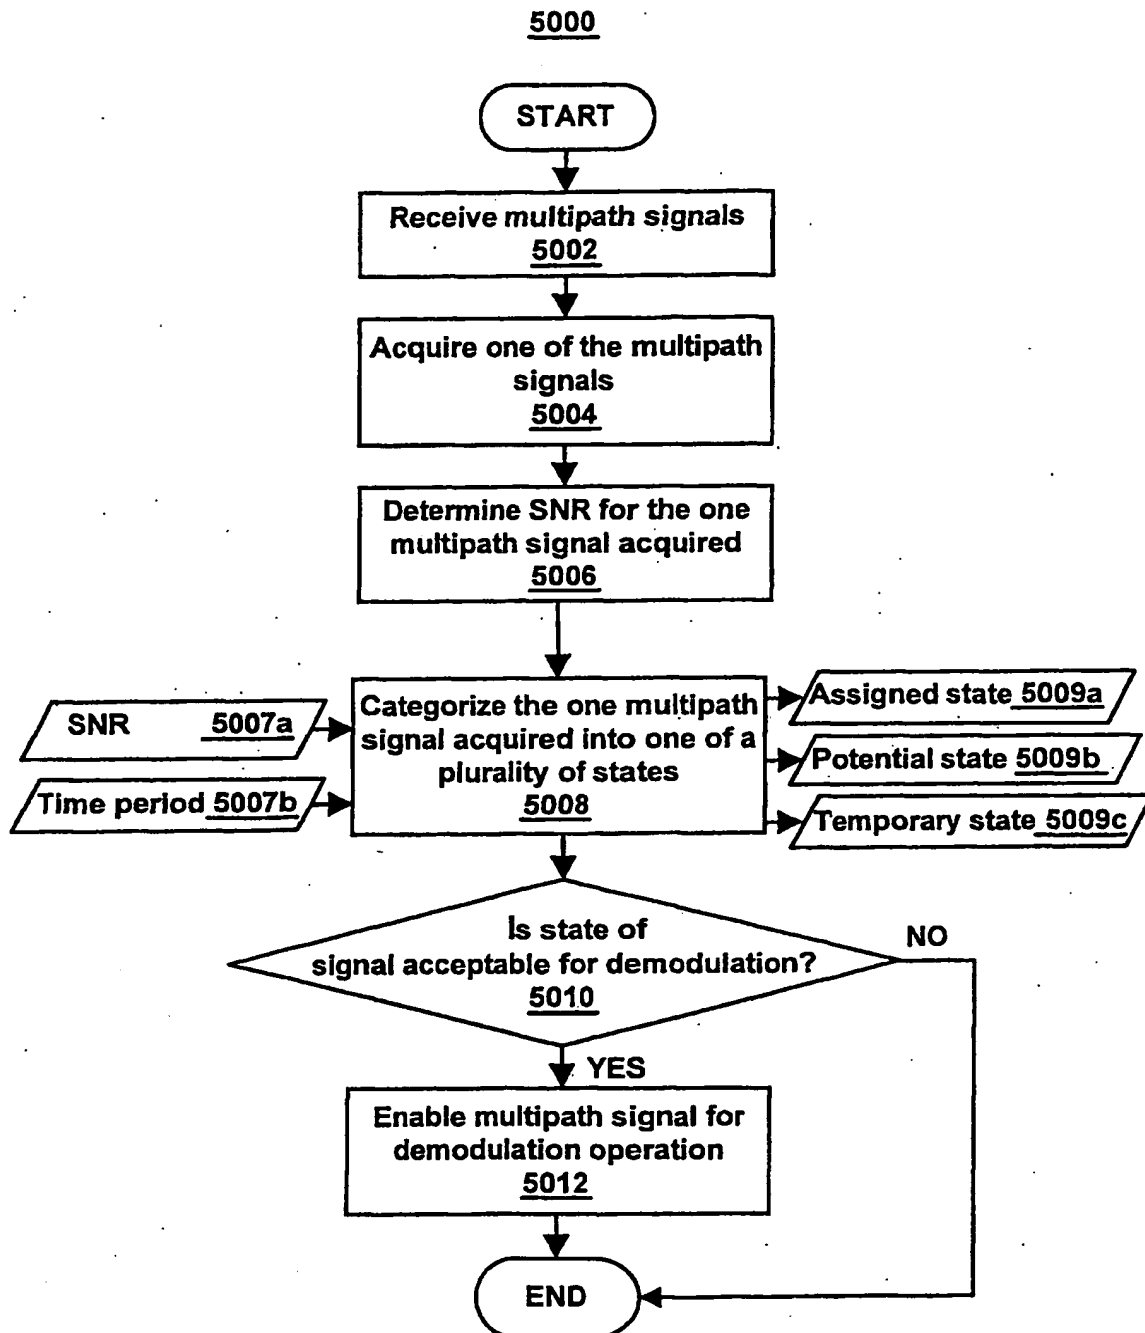 5000
START
Receive multipath signals
5002
Acquire one of the multipath
signals
5004
Determine SNR for the one
multipath signal acquired
5006
SNR 5007a
Time period 5007b
Categorize the one multipath
signal acquired into one of a
plurality of states
5008
Assigned state 5009a
Potential state 5009b
Temporary state 5009c
Is state of
signal acceptable for demodulation?
5010
NO
YES
Enable multipath signal for
demodulation operation
5012
END